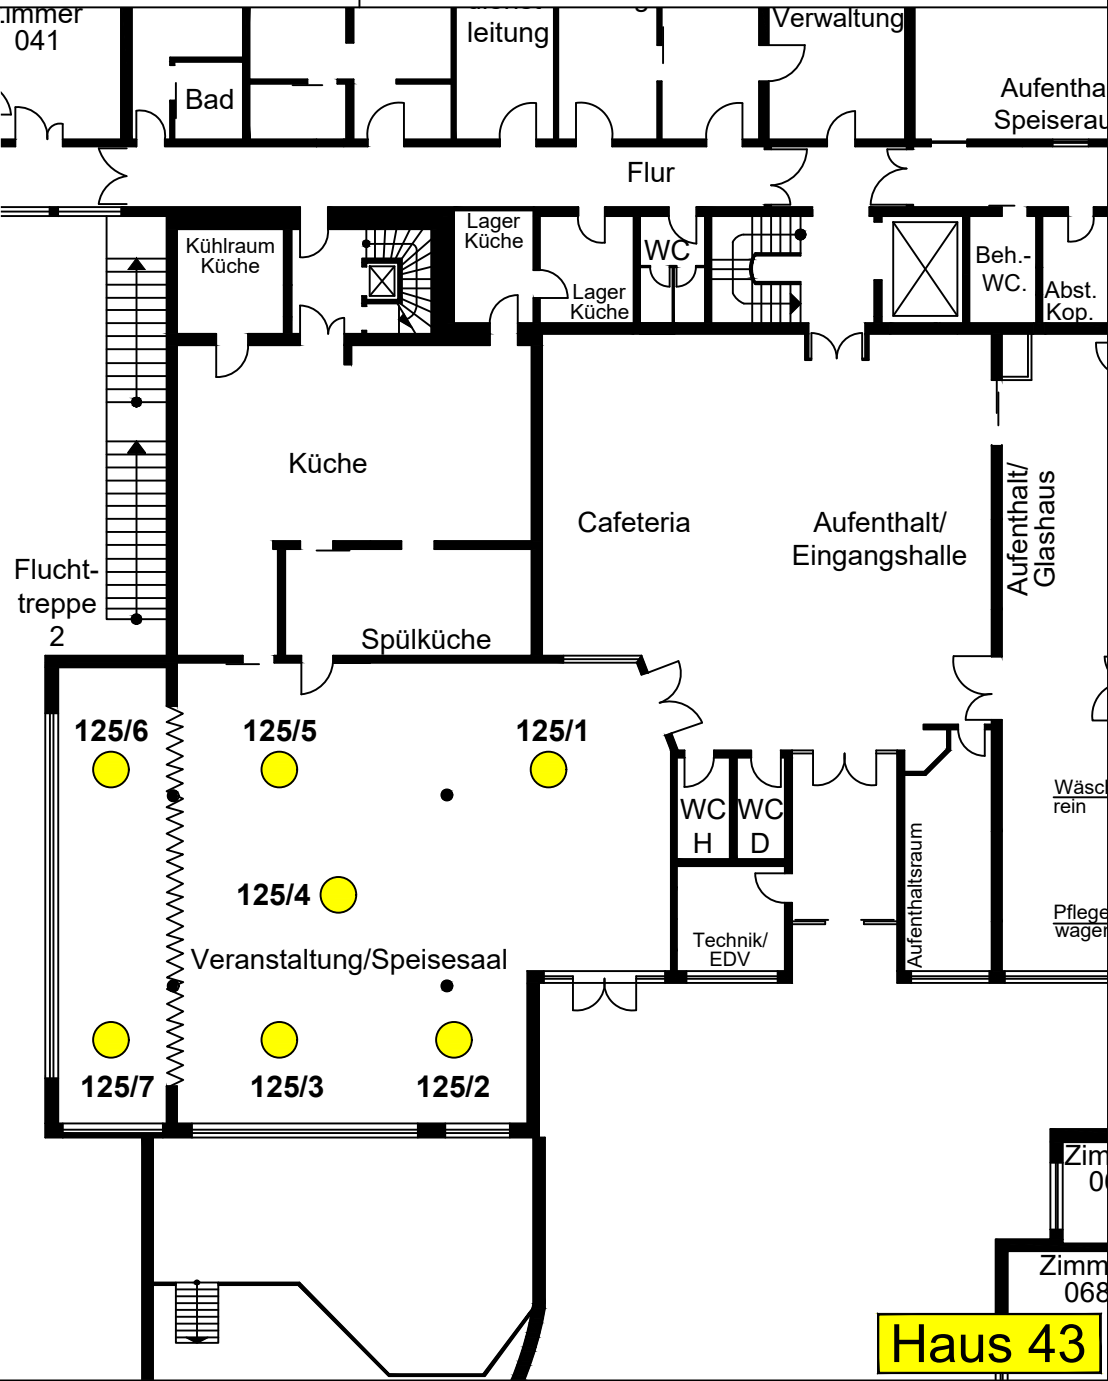 041
leitung
Verwaltung
Bad
Flur
Kühlraum
Küche
Lager
Küche
WC
Lager
Küche
Beh.-
WC.
Abst.
Kop.
Küche
Cafeteria
Aufenthalt/
Eingangshalle
Aufenthalt/
Glashaus
Flucht-
treppe
2
Spülküche
125/6
125/5
125/1
WC
H
WC
D
rein
125/4
Aufenthaltsraum
Technik/
EDV
Veranstaltung/Speisesaal
125/7
125/3
125/2
068
Haus 43